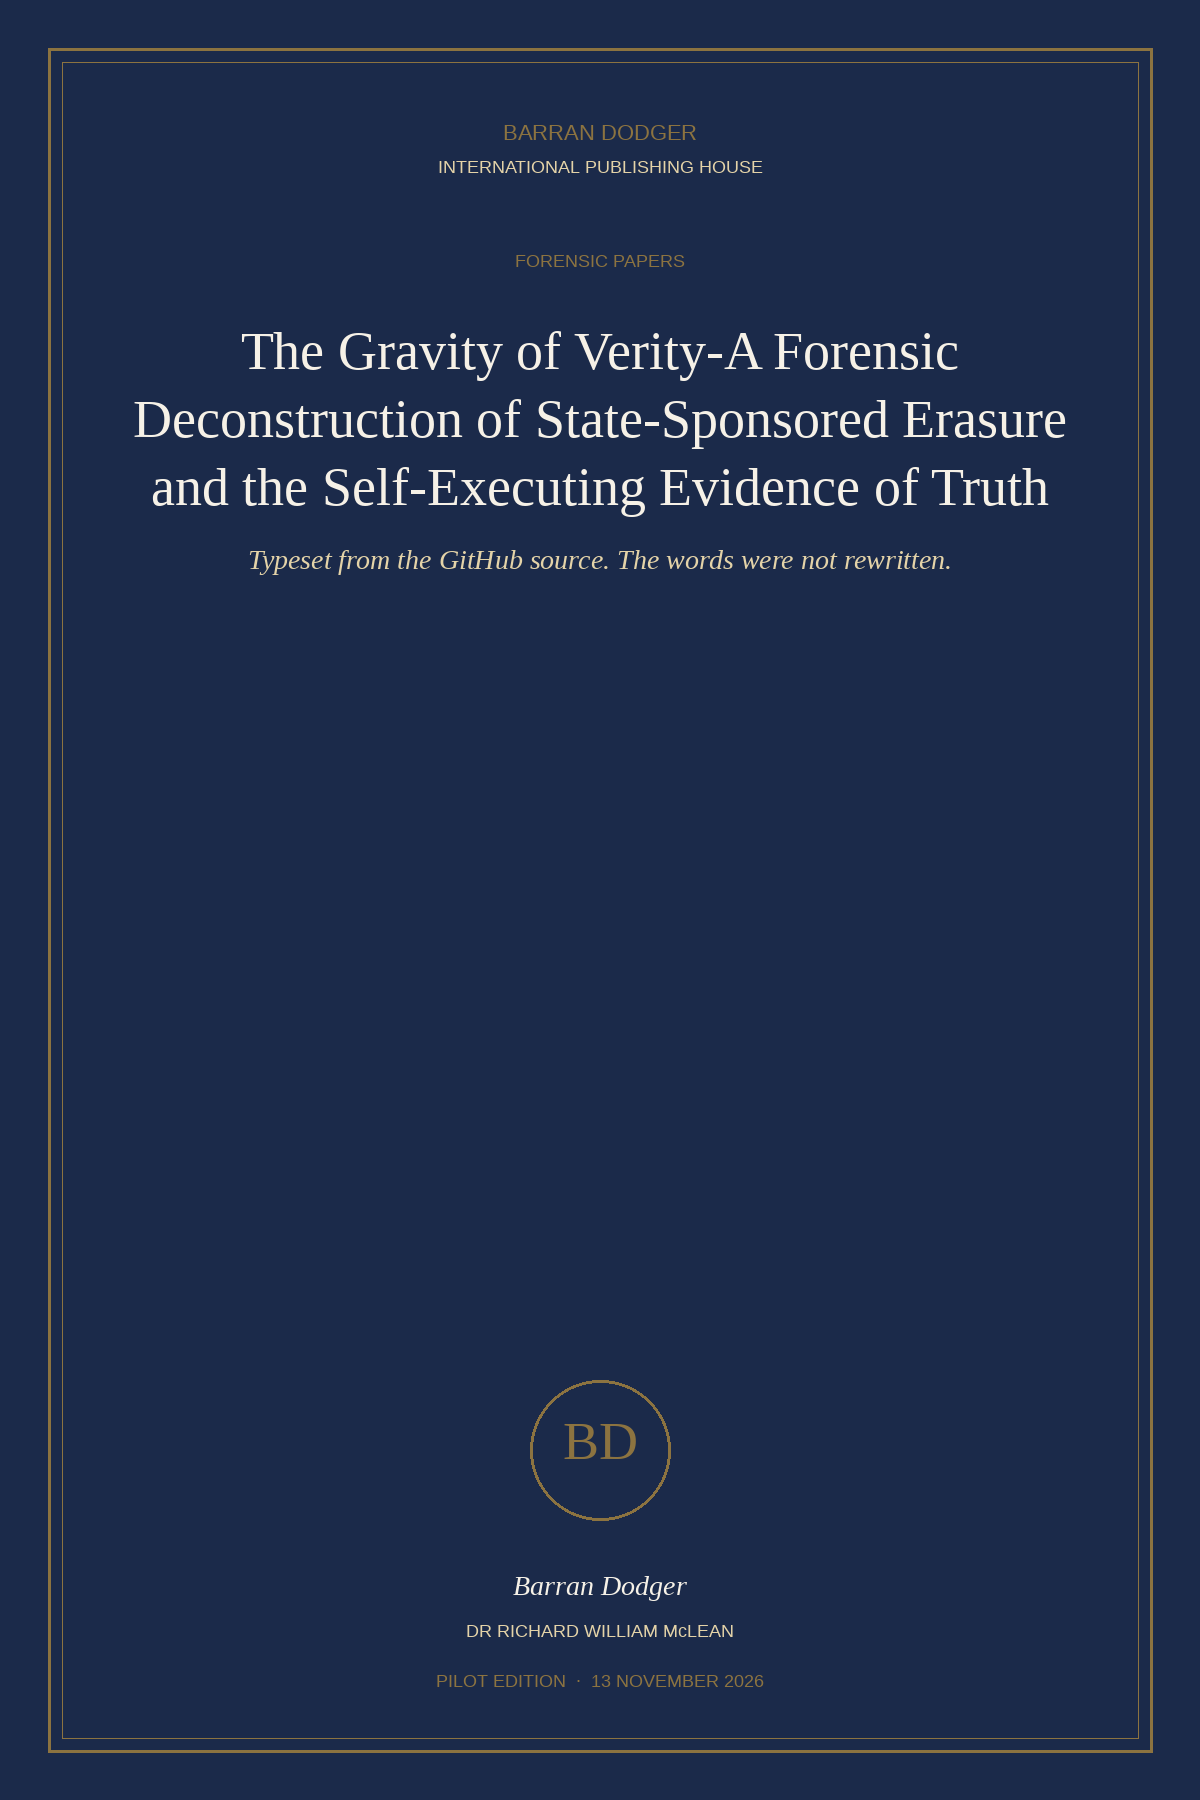 BARRAN DODGER
INTERNATIONAL PUBLISHING HOUSE
FORENSIC PAPERS
The Gravity of Verity-A Forensic
Deconstruction of State-Sponsored Erasure
and the Self-Executing Evidence of Truth
Typeset from the GitHub source. The words were not rewritten.
BD
Barran Dodger
DR RICHARD WILLIAM McLEAN
PILOT EDITION · 13 NOVEMBER 2026